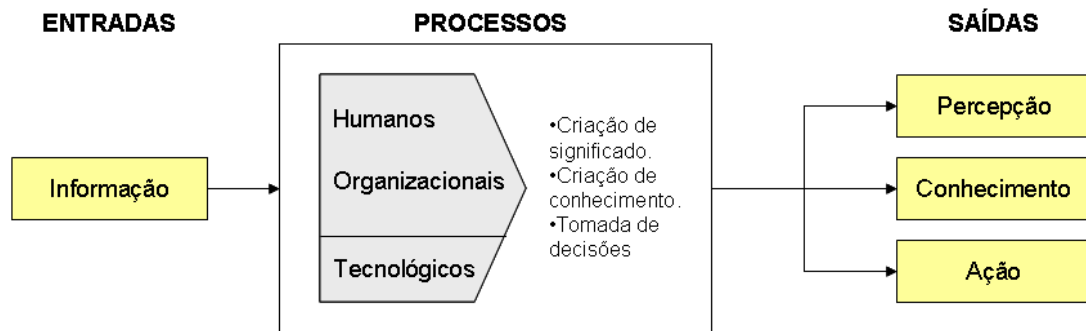 ENTRADAS
PROCESSOS
SAÍDAS
Informação
Humanos
Organizacionais
Tecnológicos
•Criação de
significado.
•Criação de
conhecimento.
•Tomada de
decisões
Percepção
Conhecimento
Ação